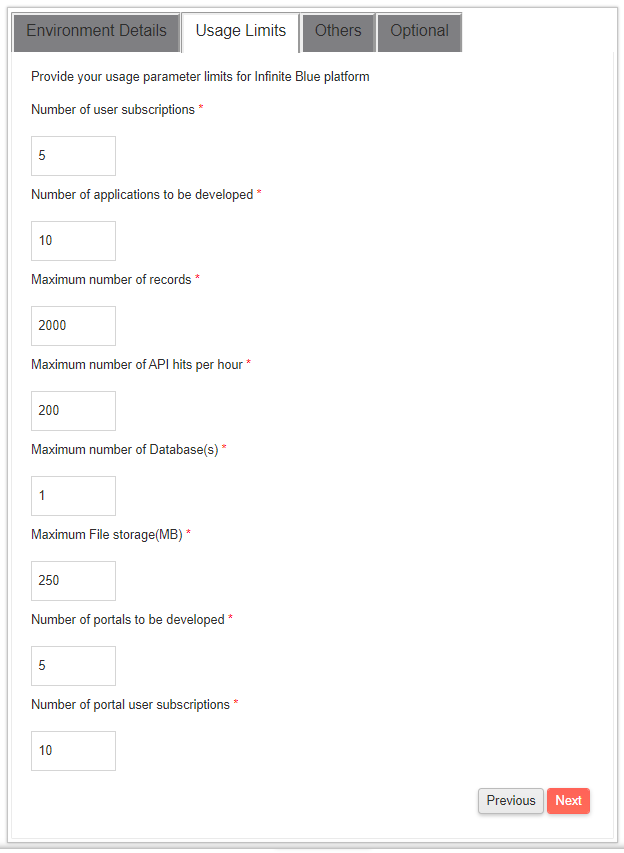 Environment Details Usage Limits Others Optional
Provide your usage parameter limits for Infinite Blue platform
Number of user subscriptions *
5
Number of applications to be developed *
10
Maximum number of records *
2000
Maximum number of API hits per hour *
200
Maximum number of Database(s) *
1
Maximum File storage(MB) *
250
Number of portals to be developed *
5
Number of portal user subscriptions *
10
Previous Next